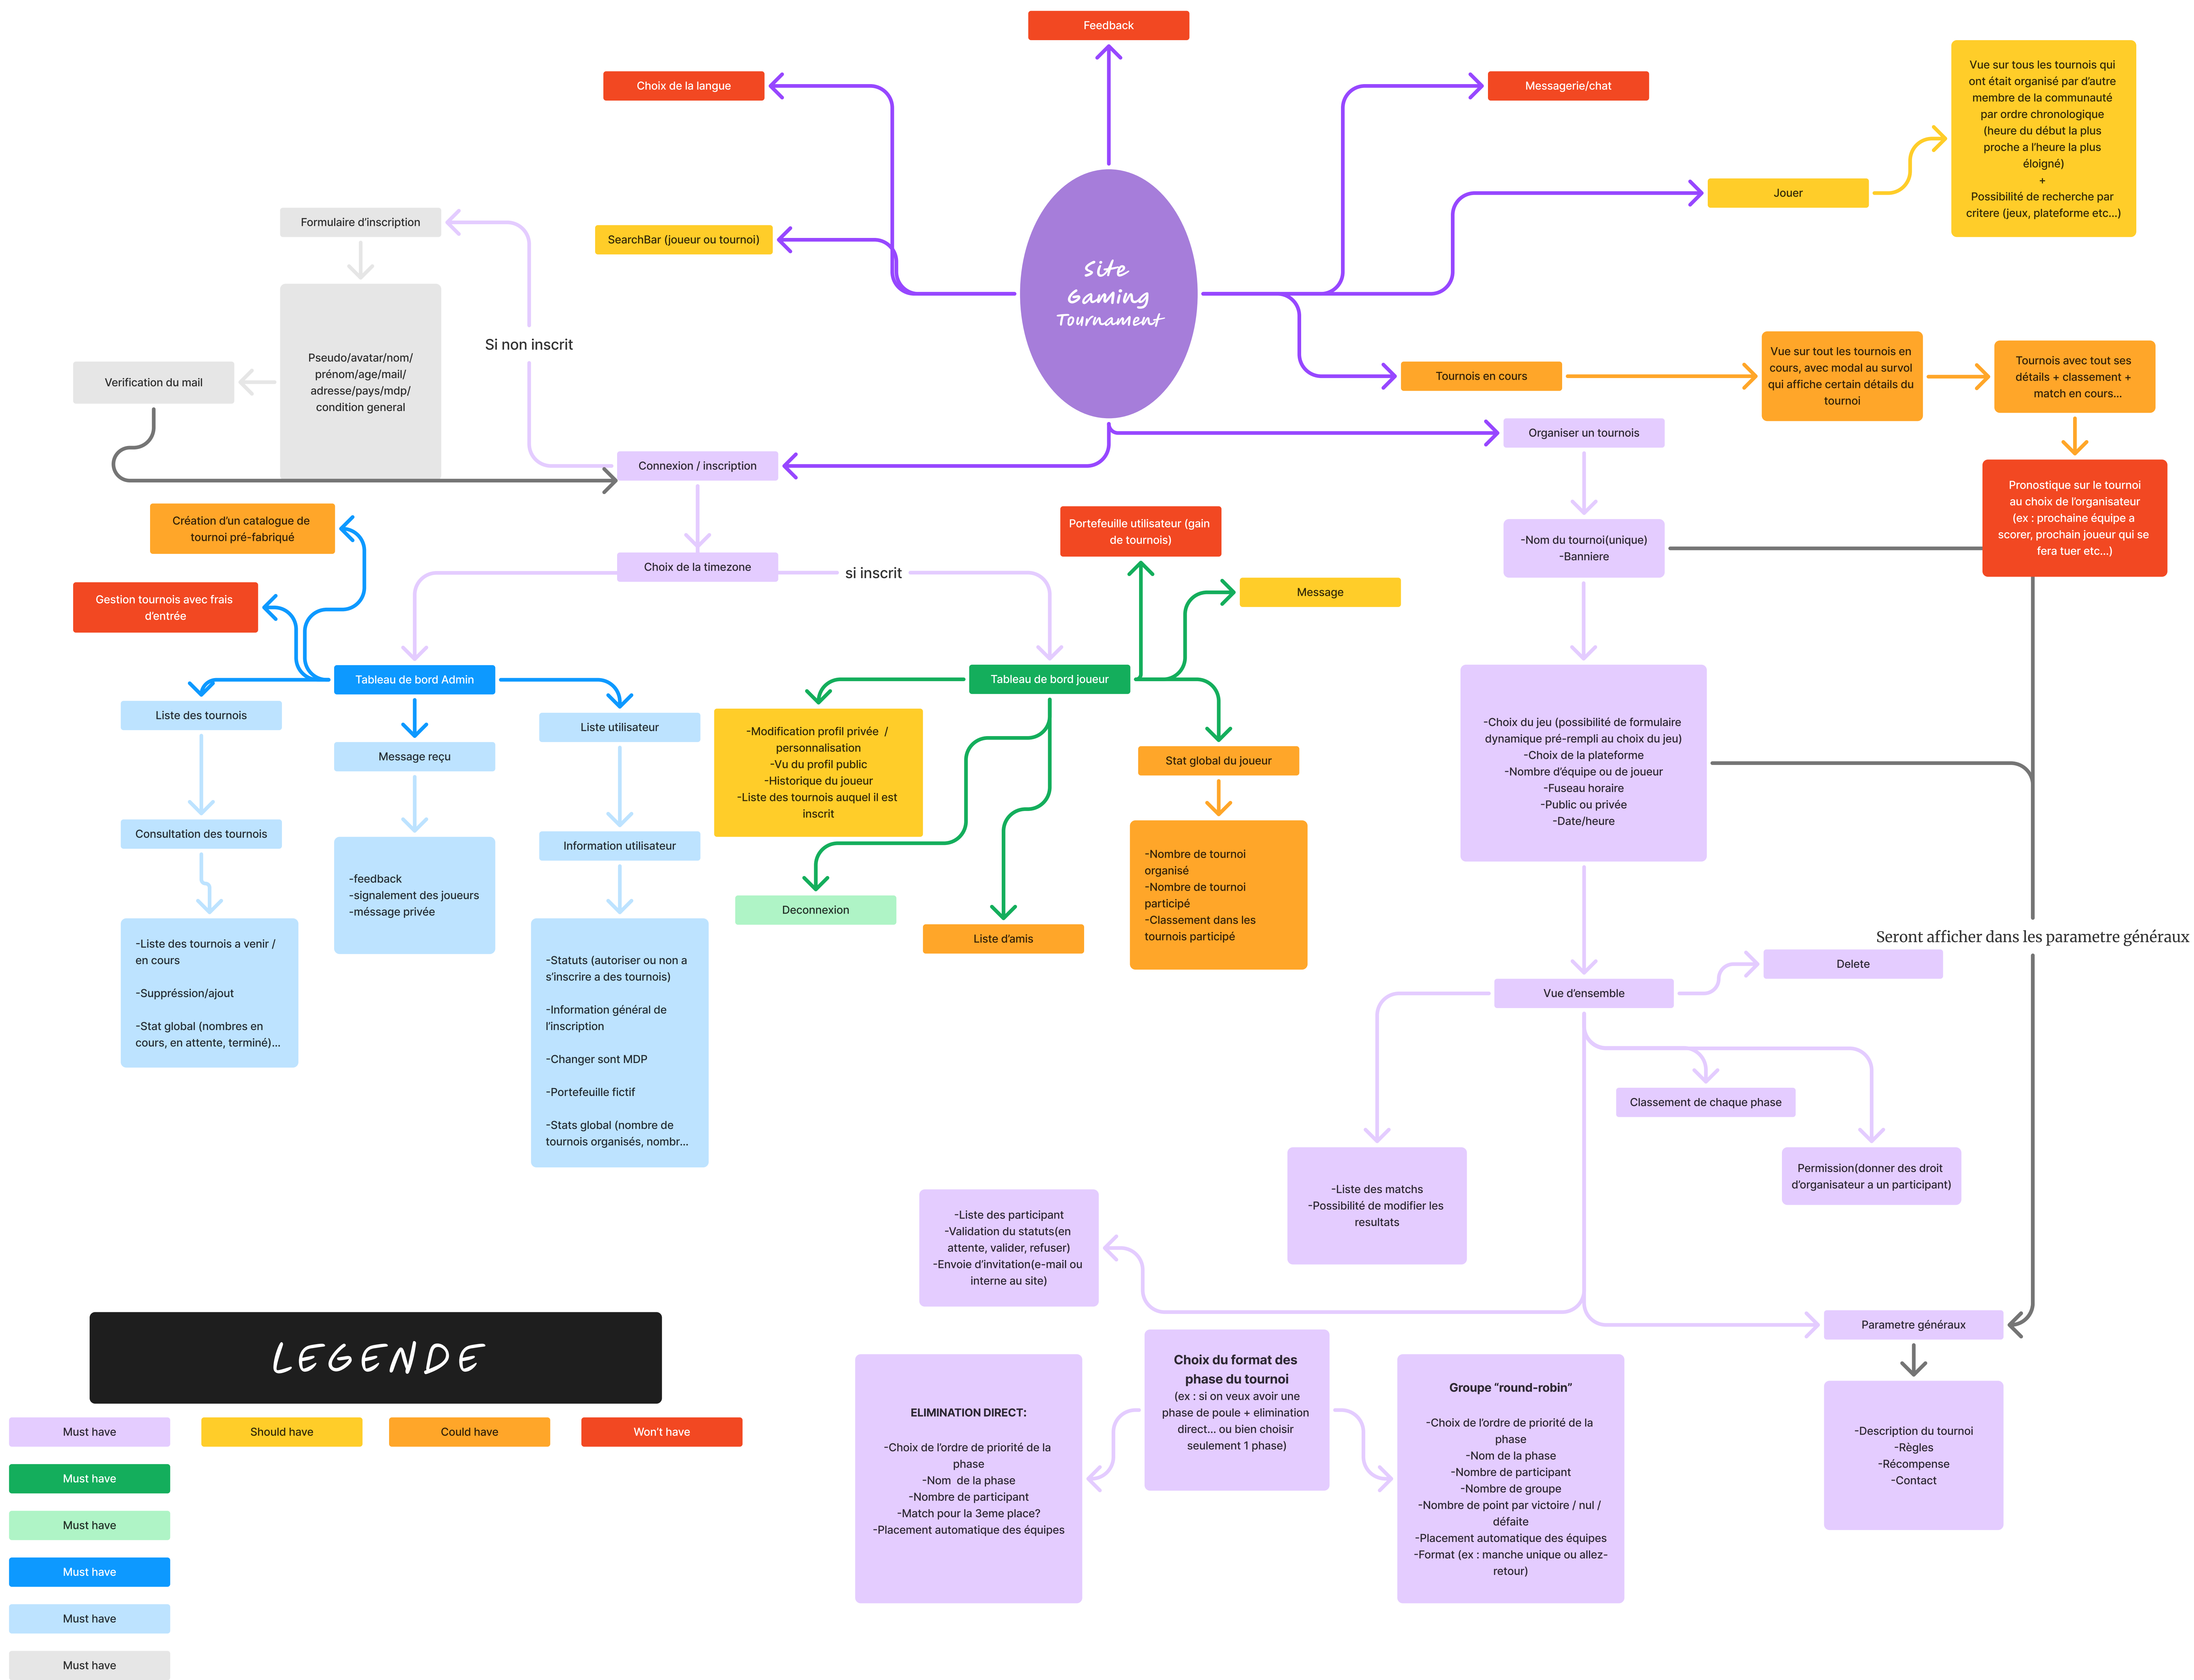 Feedback
Choix de la langue
Messagerie/chat
Vue sur tous les tournois qui
ont était organisé par d'autre
membre de la communauté
par ordre chronologique
(heure du début la plus
proche a l'heure la plus
éloigné)
+
Possibilité de recherche par
critere (jeux, plateforme etc...)
Jouer
Formulaire d'inscription
SearchBar (joueur ou tournoi)
Site
Gaming
Tournament
Si non inscrit
Pseudo/avatar/nom/
prénom/age/mail/
adresse/pays/mdp/
condition general
Verification du mail
Tournois en cours
Vue sur tout les tournois en
cours, avec modal au survol
qui affiche certain détails du
tournoi
Tournois avec tout ses
détails + classement +
match en cours...
Organiser un tournois
Connexion / inscription
Pronostique sur le tournoi
au choix de l'organisateur
(ex : prochaine équipe a
scorer, prochain joueur qui se
fera tuer etc...)
Création d'un catalogue de
tournoi pré-fabriqué
Portefeuille utilisateur (gain
de tournois)
-Nom du tournoi(unique)
-Banniere
Choix de la timezone
si inscrit
Message
Gestion tournois avec frais
d'entrée
Tableau de bord Admin
Tableau de bord joueur
Liste des tournois
Liste utilisateur
Message reçu
-Modification profil privée  /
personnalisation
-Vu du profil public
-Historique du joueur
-Liste des tournois auquel il est
inscrit
Stat global du joueur
-Choix du jeu (possibilité de formulaire
dynamique pré-rempli au choix du jeu)
-Choix de la plateforme
-Nombre d'équipe ou de joueur
-Fuseau horaire
-Public ou privée
-Date/heure
Consultation des tournois
Information utilisateur
-feedback
-signalement des joueurs
-méssage privée
-Nombre de tournoi
organisé
-Nombre de tournoi
participé
-Classement dans les
tournois participé
Deconnexion
Liste d'amis
-Liste des tournois a venir /
en cours
-Suppréssion/ajout
-Stat global (nombres en
cours, en attente, terminé)...
-Statuts (autoriser ou non a
s'inscrire a des tournois)
-Information général de
l'inscription
-Changer sont MDP
-Portefeuille fictif
-Stats global (nombre de
tournois organisés, nombr...
Seront afficher dans les parametre généraux
Delete
Vue d'ensemble
Classement de chaque phase
Permission(donner des droit
d'organisateur a un participant)
-Liste des matchs
-Possibilité de modifier les
resultats
-Liste des participant
-Validation du statuts(en
attente, valider, refuser)
-Envoie d'invitation(e-mail ou
interne au site)
Parametre généraux
-Description du tournoi
-Règles
-Récompense
-Contact
Choix du format des
phase du tournoi
(ex : si on veux avoir une
phase de poule + elimination
direct... ou bien choisir
seulement 1 phase)
ELIMINATION DIRECT:
-Choix de l'ordre de priorité de la
phase
-Nom  de la phase
-Nombre de participant
-Match pour la 3eme place?
-Placement automatique des équipes
Groupe “round-robin”
-Choix de l'ordre de priorité de la
phase
-Nom de la phase
-Nombre de participant
-Nombre de groupe
-Nombre de point par victoire / nul /
défaite
-Placement automatique des équipes
-Format (ex : manche unique ou allez-
retour)
LEGENDE
Must have
Should have
Could have
Won't have
Must have
Must have
Must have
Must have
Must have